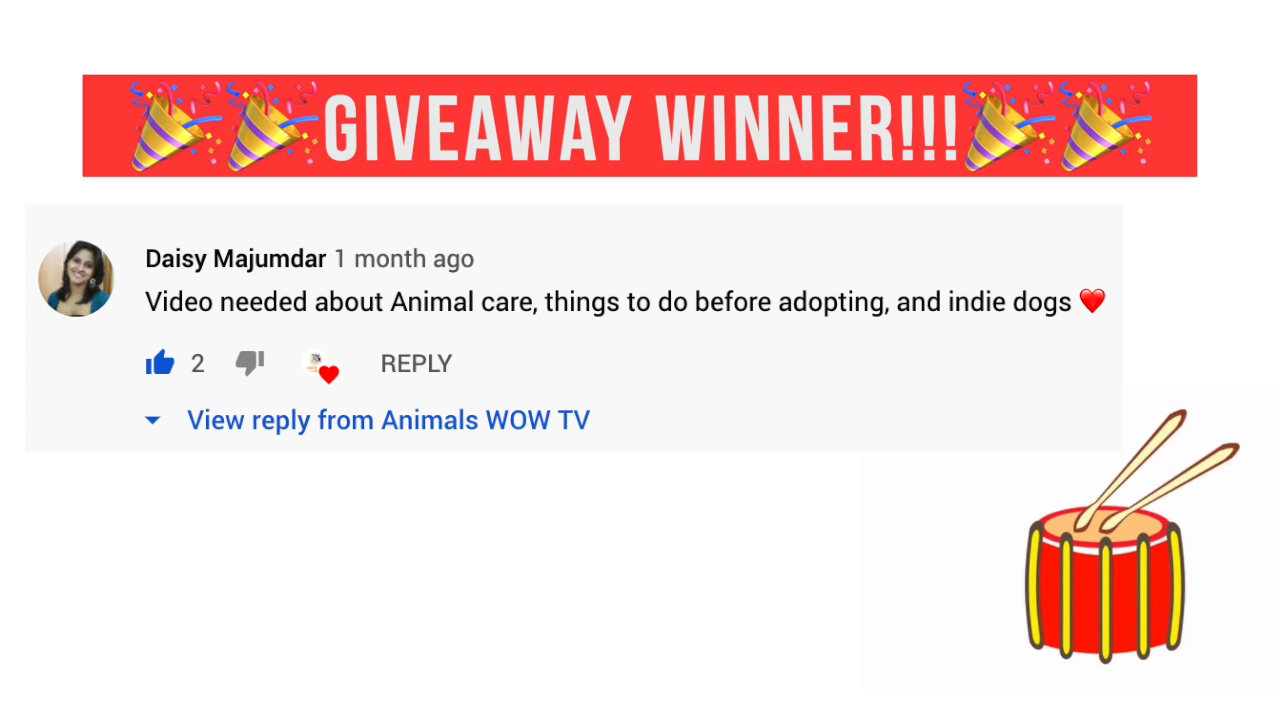 GIVEAWAY WINNER!!!
Daisy Majumdar 1 month ago
Video needed about Animal care, things to do before adopting, and indie dogs ❤️
2 REPLY
View reply from Animals WOW TV